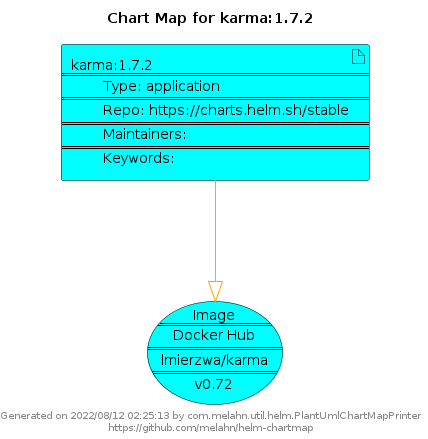 Chart Map for karma:1.7.2
karma:1.7.2
Type: application
Repo: https://charts.helm.sh/stable
Maintainers:
Keywords:
Image
Docker Hub
lmierzwa/karma
v0.72
Generated on 2022/08/12 02:25:13 by com.melahn.util.helm.PlantUmlChartMapPrinter
https://github.com/melahn/helm-chartmap